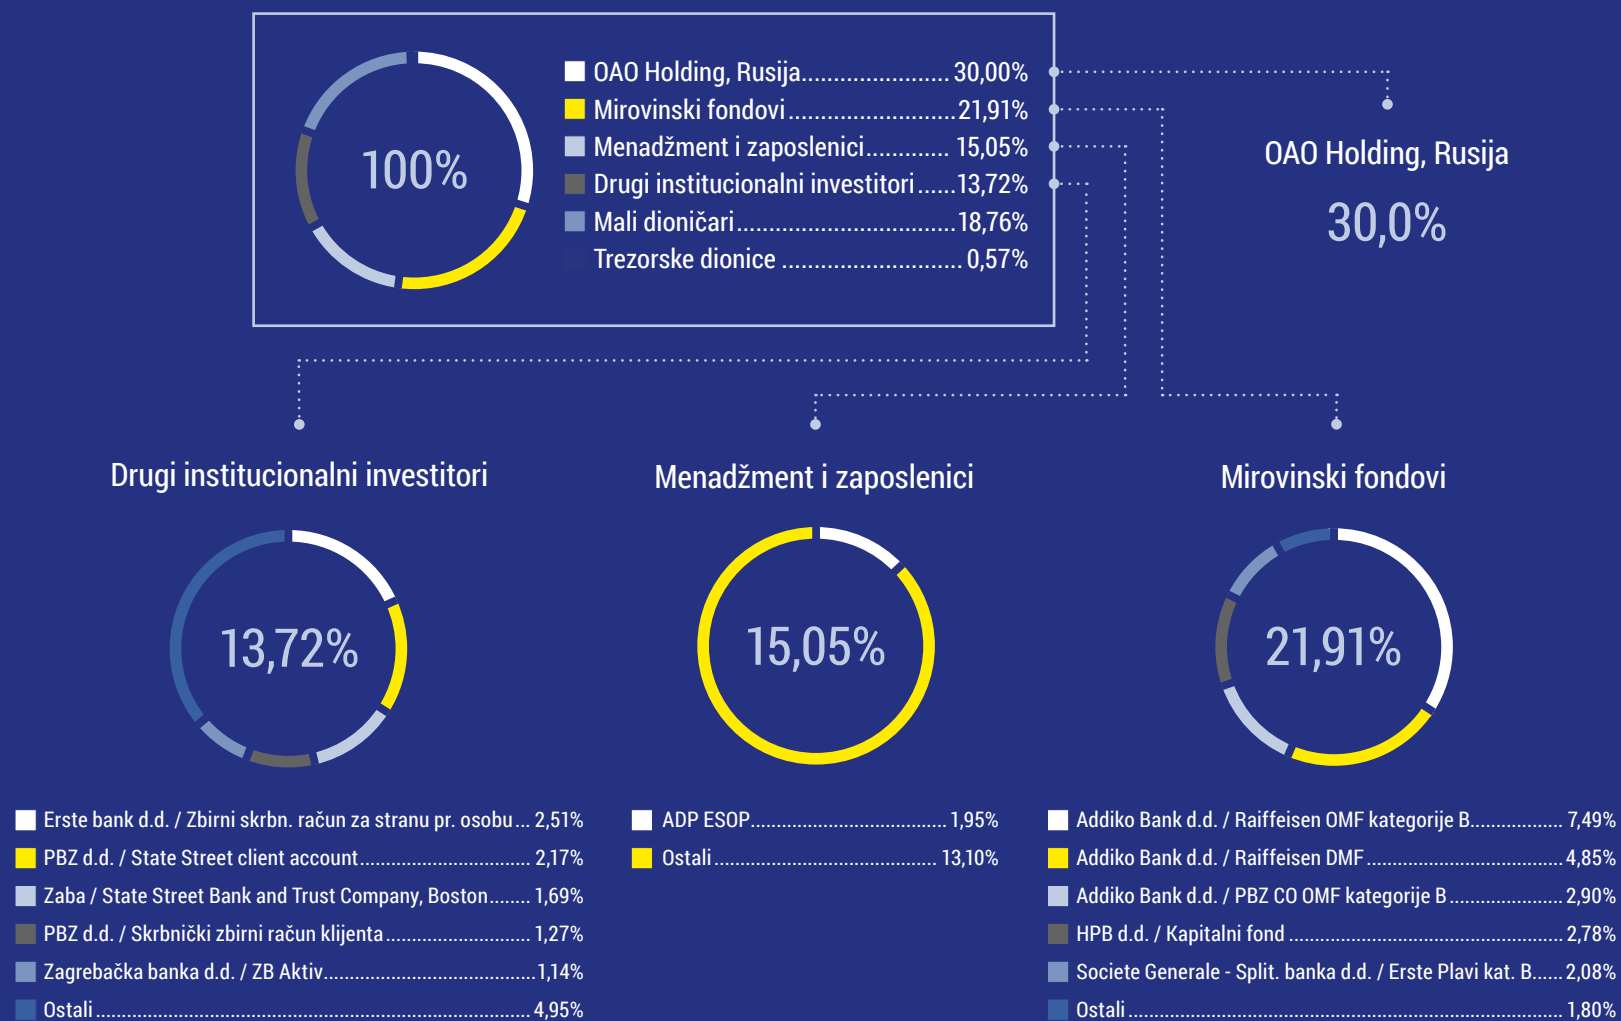 100%
OAO Holding, Rusija...................... 30,00%
Mirovinski fondovi.........................21,91%
Menadžment i zaposlenici............. 15,05%
Drugi institucionalni investitori......13,72%
Mali dioničari.................................18,76%
Trezorske dionice ........................... 0,57%
OAO Holding, Rusija
30,0%
Drugi institucionalni investitori
13,72%
Erste bank d.d. / Zbirni skrbn. račun za stranu pr. osobu... 2,51%
PBZ d.d. / State Street client account................................. 2,17%
Zaba / State Street Bank and Trust Company, Boston........ 1,69%
PBZ d.d. / Skrbnički zbirni račun klijenta............................ 1,27%
Zagrebačka banka d.d. / ZB Aktiv.........................................1,14%
Ostali.................................................................................... 4,95%
Menadžment i zaposlenici
15,05%
ADP ESOP...................................... 1,95%
Ostali............................................ 13,10%
Mirovinski fondovi
21,91%
Addiko Bank d.d. / Raiffeisen OMF kategorije B.................. 7,49%
Addiko Bank d.d. / Raiffeisen DMF...................................... 4,85%
Addiko Bank d.d. / PBZ CO OMF kategorije B...................... 2,90%
HPB d.d. / Kapitalni fond ..................................................... 2,78%
Societe Generale - Split. banka d.d. / Erste Plavi kat. B...... 2,08%
Ostali.................................................................................... 1,80%